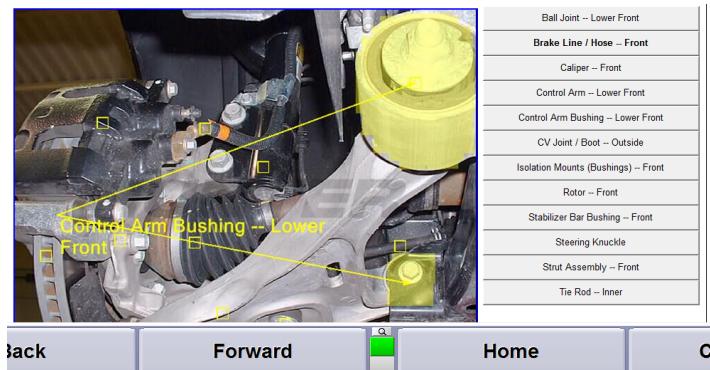 Control Arm Bushing -- Lower
Front
Ball Joint -- Lower Front
Brake Line / Hose -- Front
Caliper -- Front
Control Arm -- Lower Front
Control Arm Bushing -- Lower Front
CV Joint / Boot -- Outside
Isolation Mounts (Bushings) -- Front
Rotor -- Front
Stabilizer Bar Bushing -- Front
Steering Knuckle
Strut Assembly -- Front
Tie Rod -- Inner
Back
Forward
Home
C